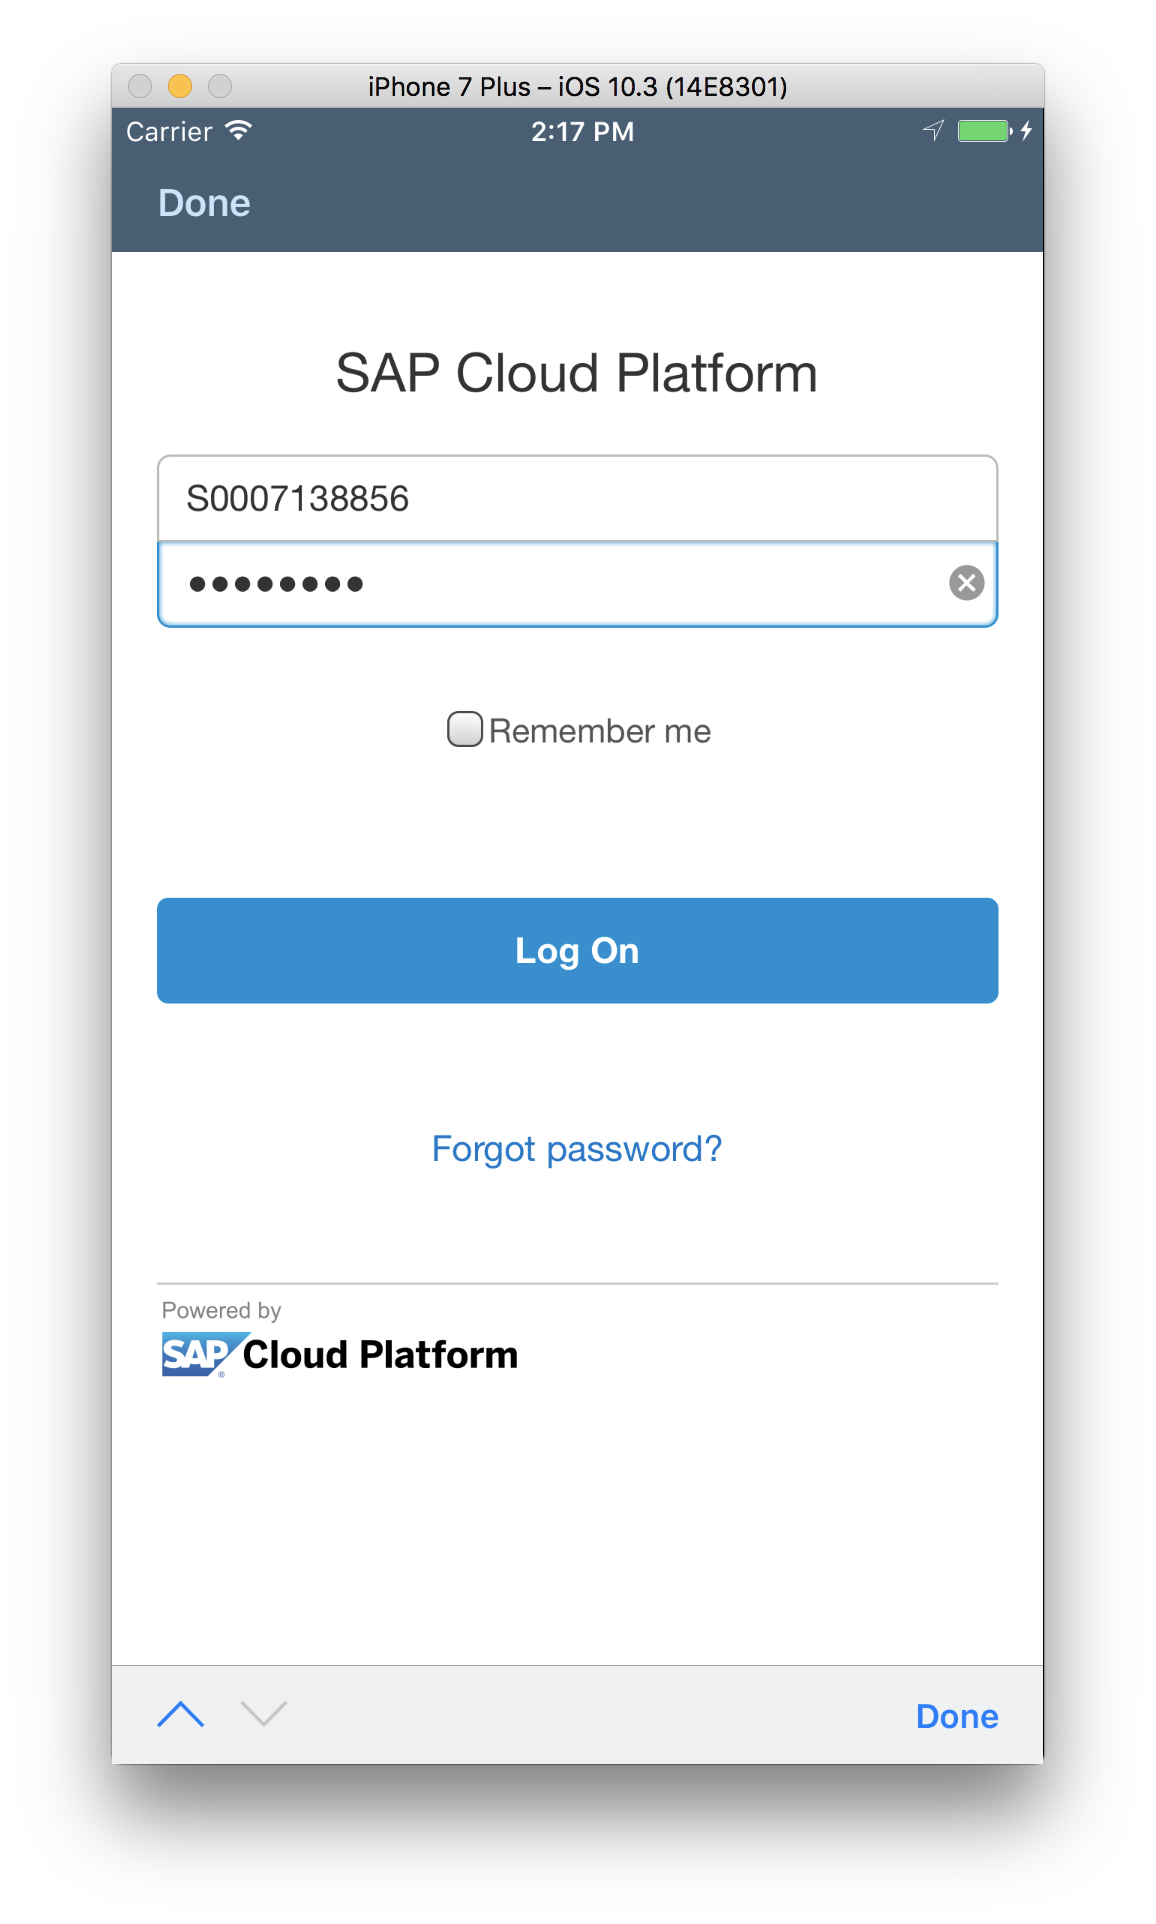 iPhone 7 Plus – iOS 10.3 (14E8301)
Carrier 2:17 PM
Done
SAP Cloud Platform
S0007138856
••••••••
Remember me
Log On
Forgot password?
Powered by
SAP® Cloud Platform
Done